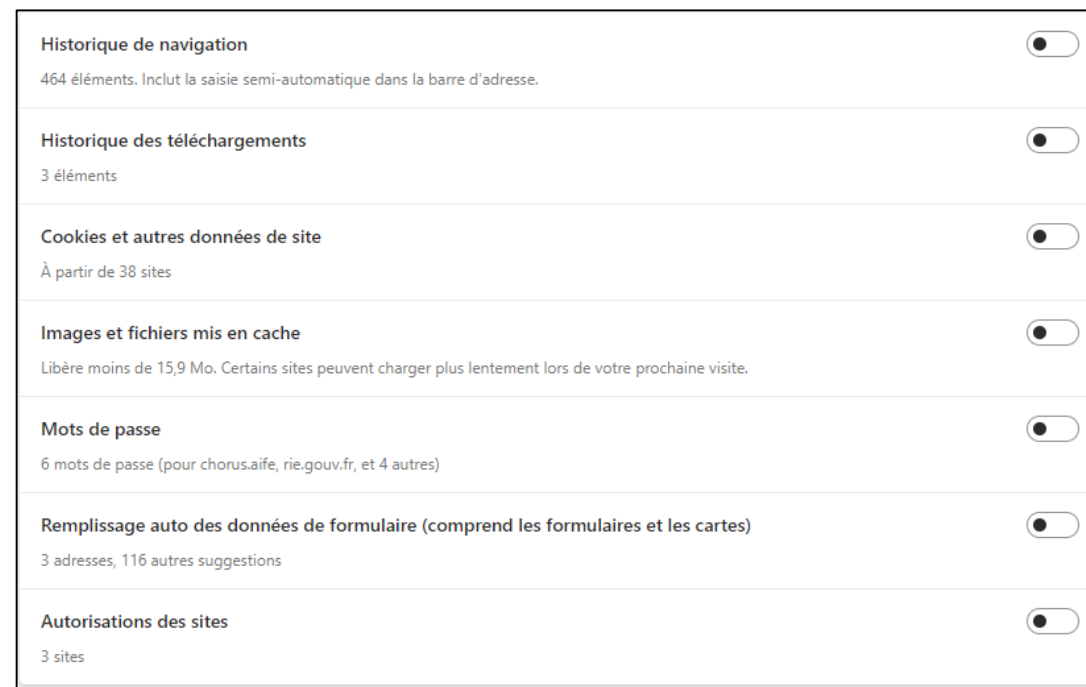 Historique de navigation
464 éléments. Inclut la saisie semi-automatique dans la barre d’adresse.
Historique des téléchargements
3 éléments
Cookies et autres données de site
À partir de 38 sites
Images et fichiers mis en cache
Libère moins de 15,9 Mo. Certains sites peuvent charger plus lentement lors de votre prochaine visite.
Mots de passe
6 mots de passe (pour chorus.aife, rie.gouv.fr, et 4 autres)
Remplissage auto des données de formulaire (comprend les formulaires et les cartes)
3 adresses, 116 autres suggestions
Autorisations des sites
3 sites